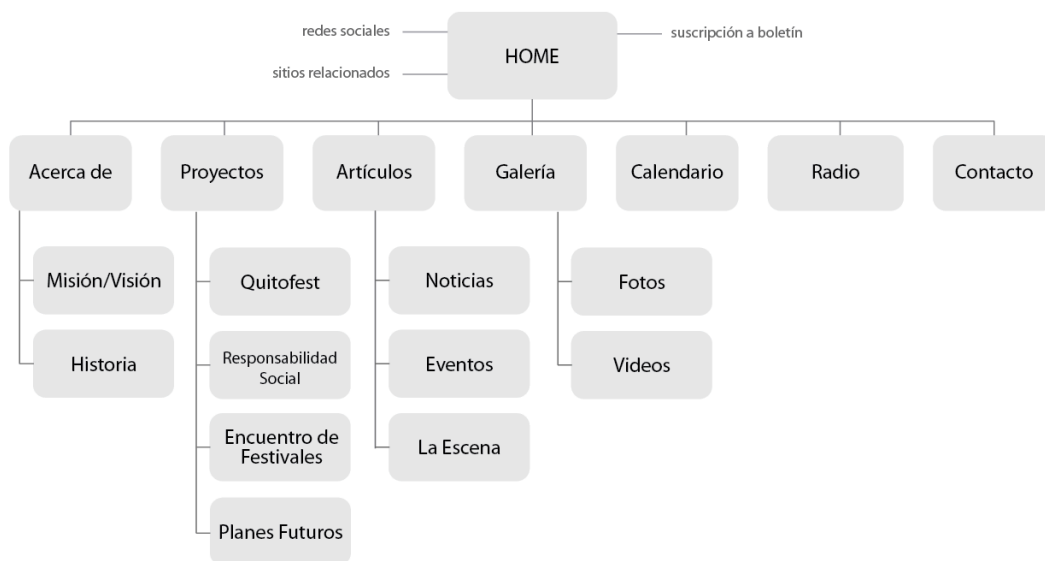 redes sociales
suscripción a boletín
HOME
sitios relacionados
Acerca de
Proyectos
Artículos
Galería
Calendario
Radio
Contacto
Misión/Visión
Quitofest
Noticias
Fotos
Historia
Responsabilidad
Social
Eventos
Videos
Encuentro de
Festivales
La Escena
Planes Futuros